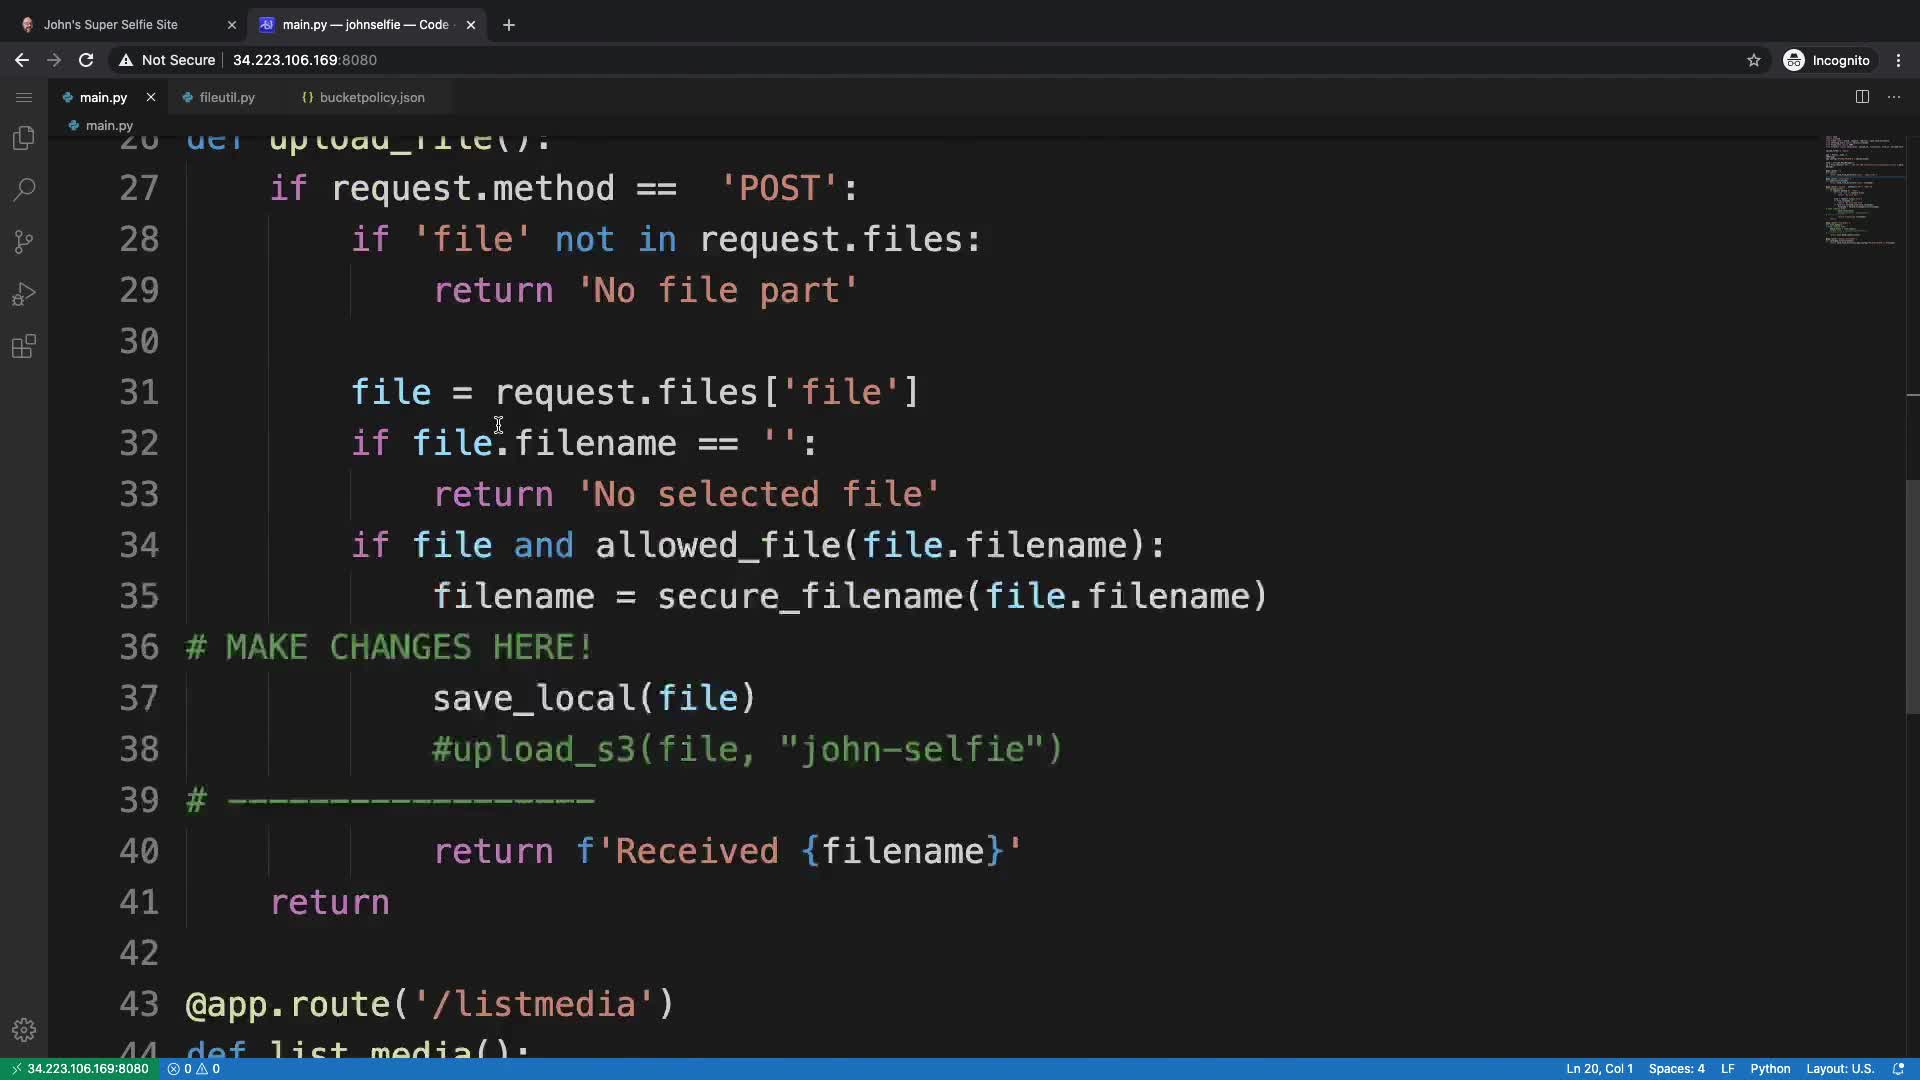 John's Super Selfie Site
main.py — johnselfie — Code
Not Secure
34.223.106.169:8080
Incognito
main.py
fileutil.py
{} bucketpolicy.json
main.py
26 def upload_file():
27 if request.method == 'POST':
28 if 'file' not in request.files:
29 return 'No file part'
30
31 file = request.files['file']
32 if file.filename == '':
33 return 'No selected file'
34 if file and allowed_file(file.filename):
35 filename = secure_filename(file.filename)
36 # MAKE CHANGES HERE!
37 save_local(file)
38 #upload_s3(file, "john-selfie")
39 # ------------------
40 return f'Received {filename}'
41 return
42
43 @app.route('/listmedia')
44 def list_media():
34.223.106.169:8080
0 0
Ln 20, Col 1
Spaces: 4
LF
Python
Layout: U.S.